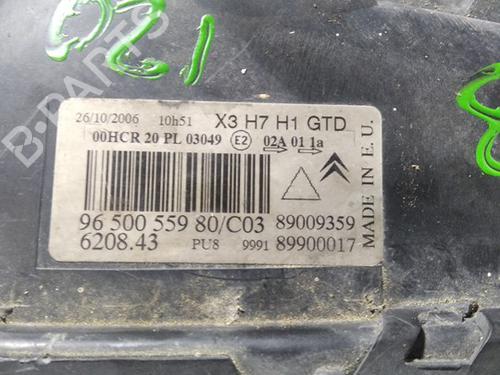 021
B-PARTS
26/10/2006 10h51 X3 H7 H1 GTD
00HCR 20 PL 03049 E2 02A 01 1a
96 500 559 80/C03 89009359
6208.43 PU8 9991 89900017
MADE IN E.U.